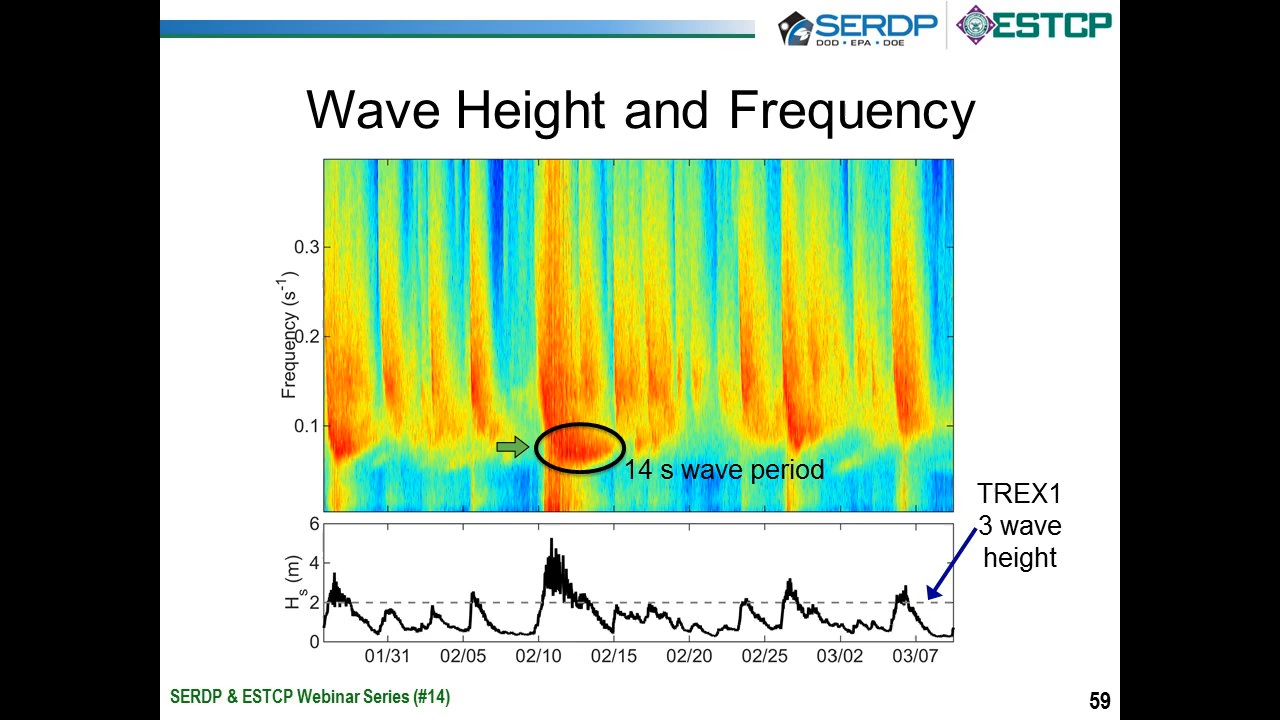 SERDP
DOD • EPA • DOE
ESTCP
Wave Height and Frequency
Frequency (s-1)
0.3
0.2
0.1
14 s wave period
TREX1
3 wave
height
Hs (m)
6
4
2
0
01/31 02/05 02/10 02/15 02/20 02/25 03/02 03/07
SERDP & ESTCP Webinar Series (#14)
59